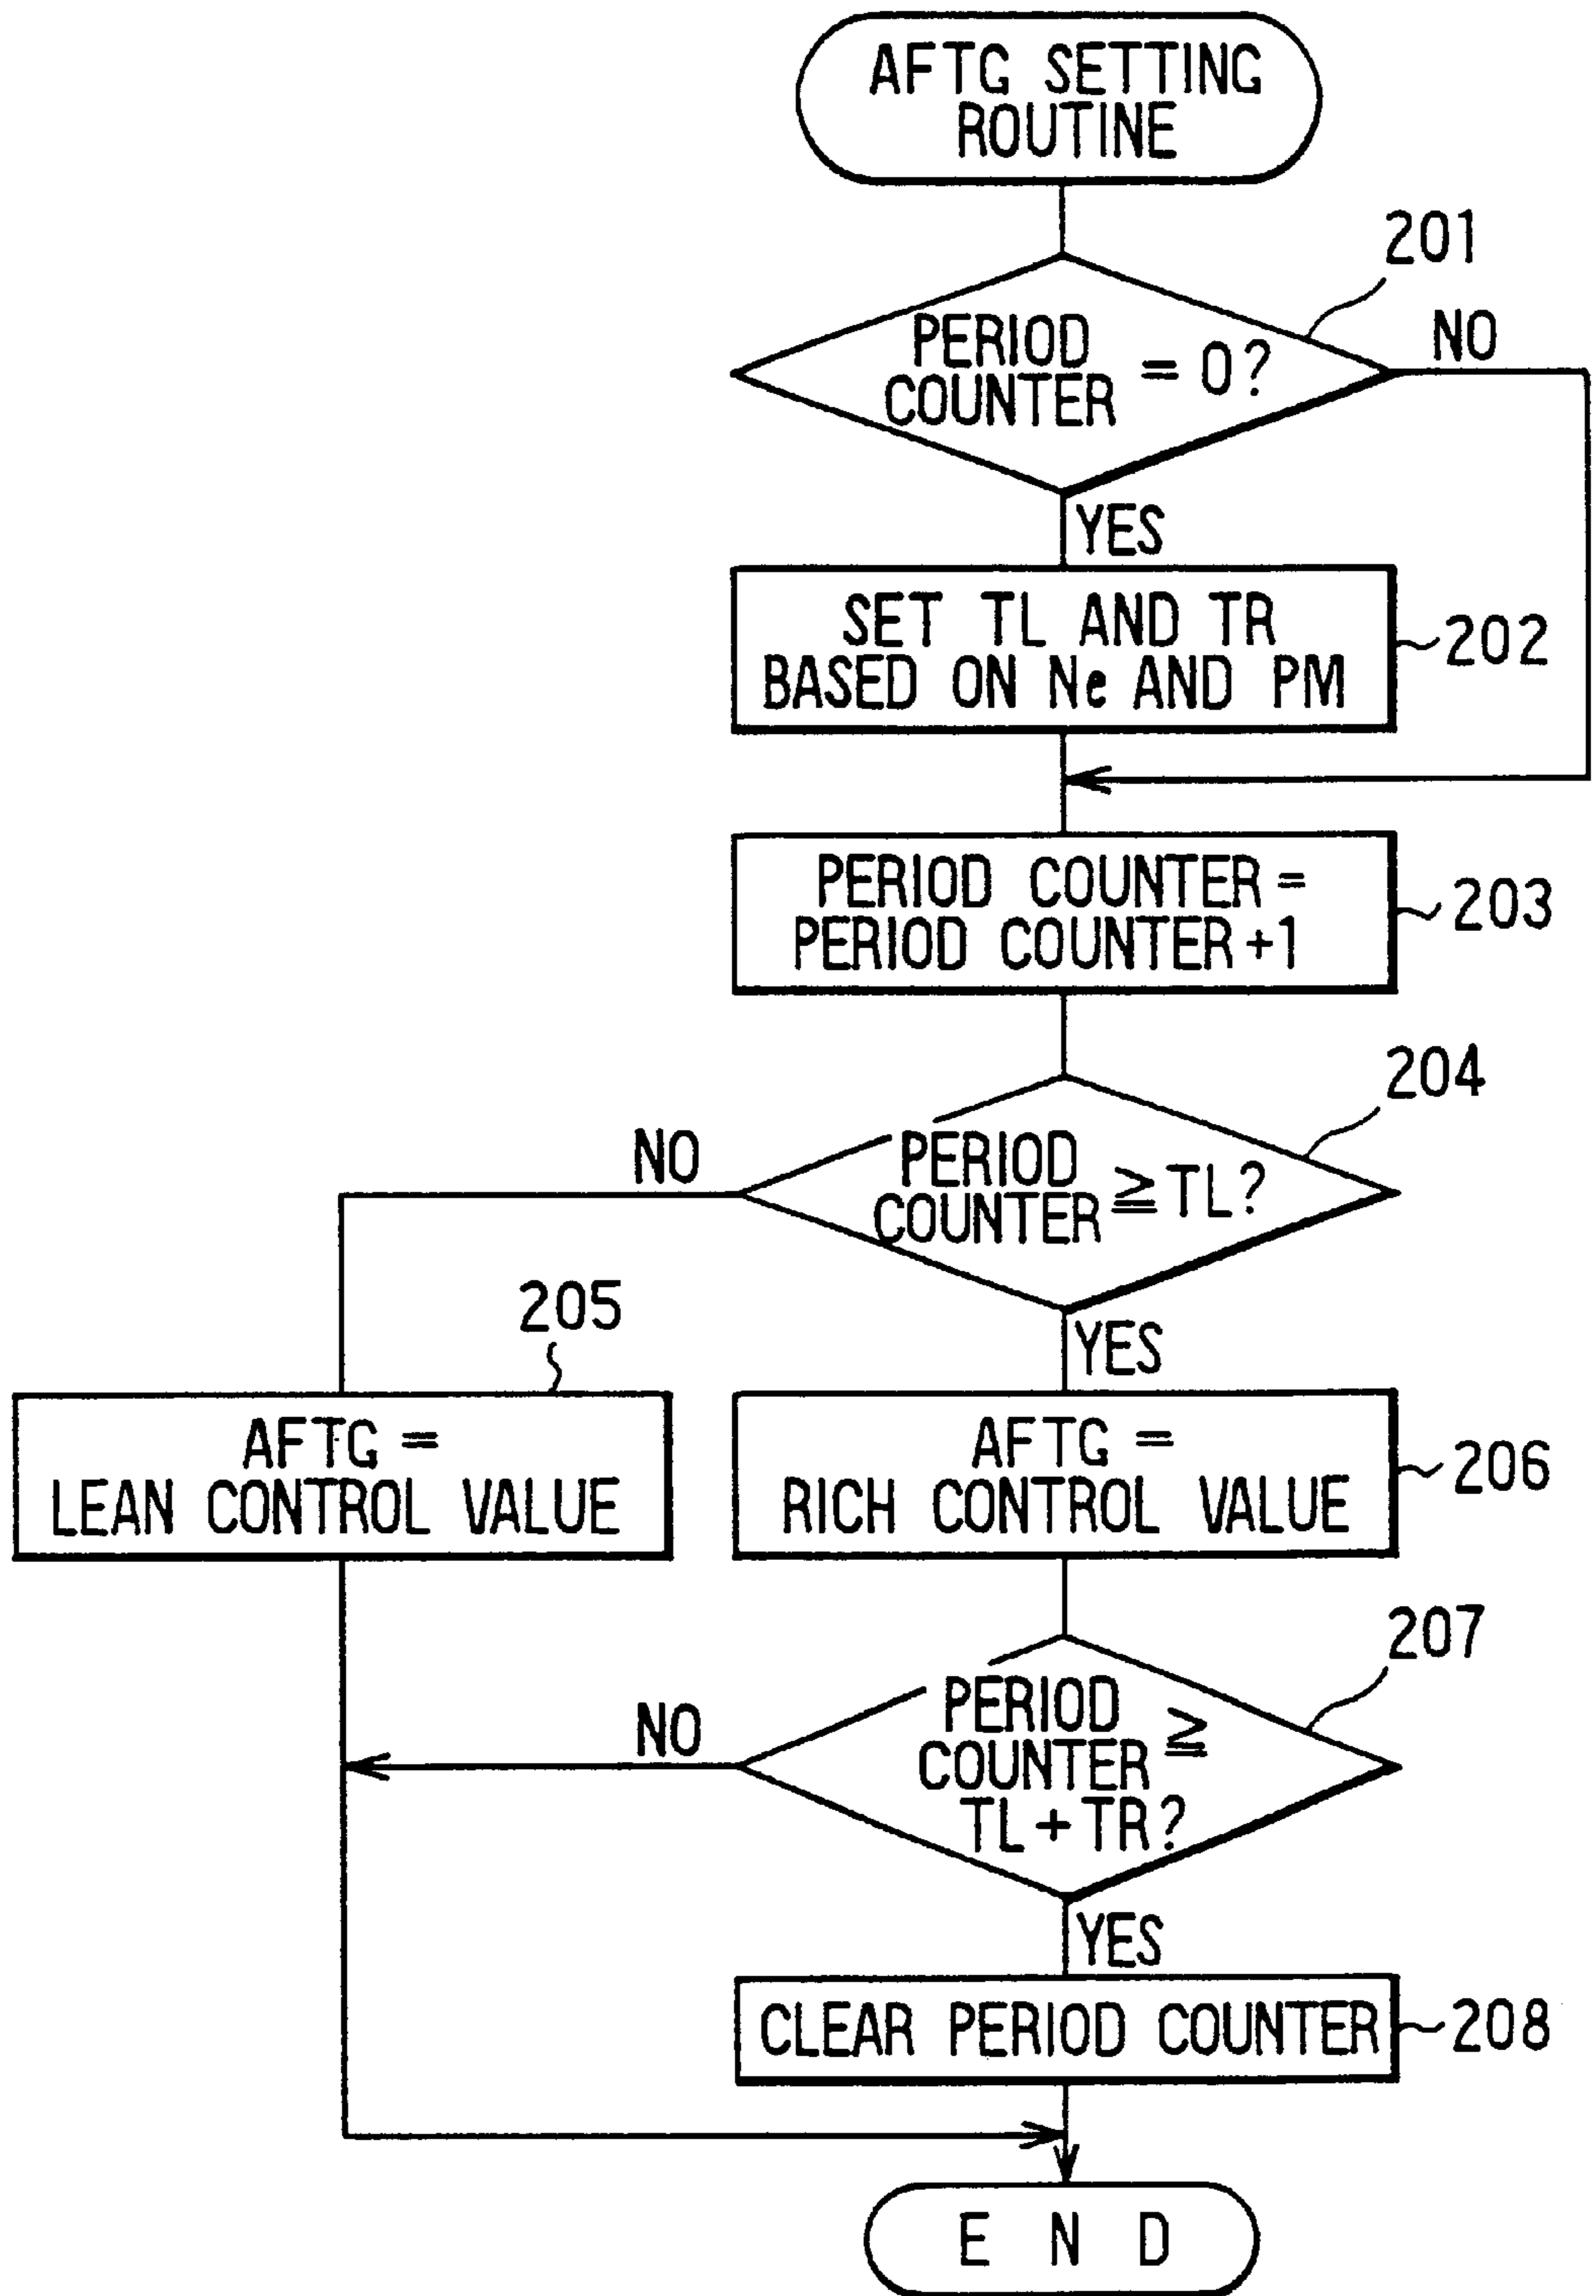 AFTG SETTING
ROUTINE
201
NO
PERIOD
COUNTER = 0?
YES
SET TL AND TR
BASED ON Ne AND PM
202
PERIOD COUNTER =
PERIOD COUNTER +1
203
204
NO
PERIOD
COUNTER ≧ TL?
YES
205
AFTG =
LEAN CONTROL VALUE
AFTG =
RICH CONTROL VALUE
206
207
NO
PERIOD
COUNTER ≧
TL + TR?
YES
CLEAR PERIOD COUNTER
208
E N D